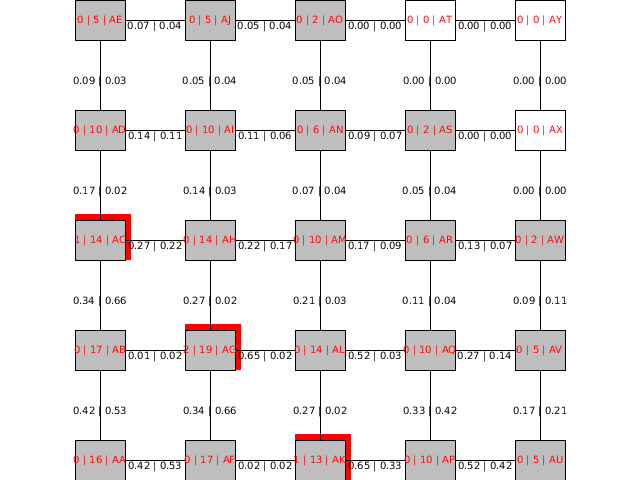 0 | 5 | AE 0.07 | 0.04 0 | 5 | AJ 0.05 | 0.04 0 | 2 | AO 0.00 | 0.00 0 | 0 | AT 0.00 | 0.00 0 | 0 | AY
0.09 | 0.03 0.05 | 0.04 0.05 | 0.04 0.00 | 0.00 0.00 | 0.00
0 | 10 | AD 0.14 | 0.11 0 | 10 | AI 0.11 | 0.06 0 | 6 | AN 0.09 | 0.07 0 | 2 | AS 0.00 | 0.00 0 | 0 | AX
0.17 | 0.02 0.14 | 0.03 0.07 | 0.04 0.05 | 0.04 0.00 | 0.00
1 | 14 | AC 0.27 | 0.22 0 | 14 | AH 0.22 | 0.17 0 | 10 | AM 0.17 | 0.09 0 | 6 | AR 0.13 | 0.07 0 | 2 | AW
0.34 | 0.66 0.27 | 0.02 0.21 | 0.03 0.11 | 0.04 0.09 | 0.11
0 | 17 | AB 0.01 | 0.02 2 | 19 | AG 0.65 | 0.02 0 | 14 | AL 0.52 | 0.03 0 | 10 | AQ 0.27 | 0.14 0 | 5 | AV
0.42 | 0.53 0.34 | 0.66 0.27 | 0.02 0.33 | 0.42 0.17 | 0.21
0 | 16 | AA 0.42 | 0.53 0 | 17 | AF 0.02 | 0.02 1 | 13 | AK 0.65 | 0.33 0 | 10 | AP 0.52 | 0.42 0 | 5 | AU